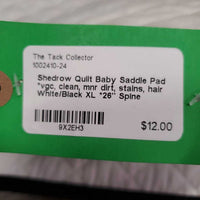 The Tack Collector
1002410-24
Shedrow Quilt Baby Saddle Pad
*vgc, clean, mnr dirt, stains, hair
White/Black XL *26" Spine
9X2EH3
$12.00